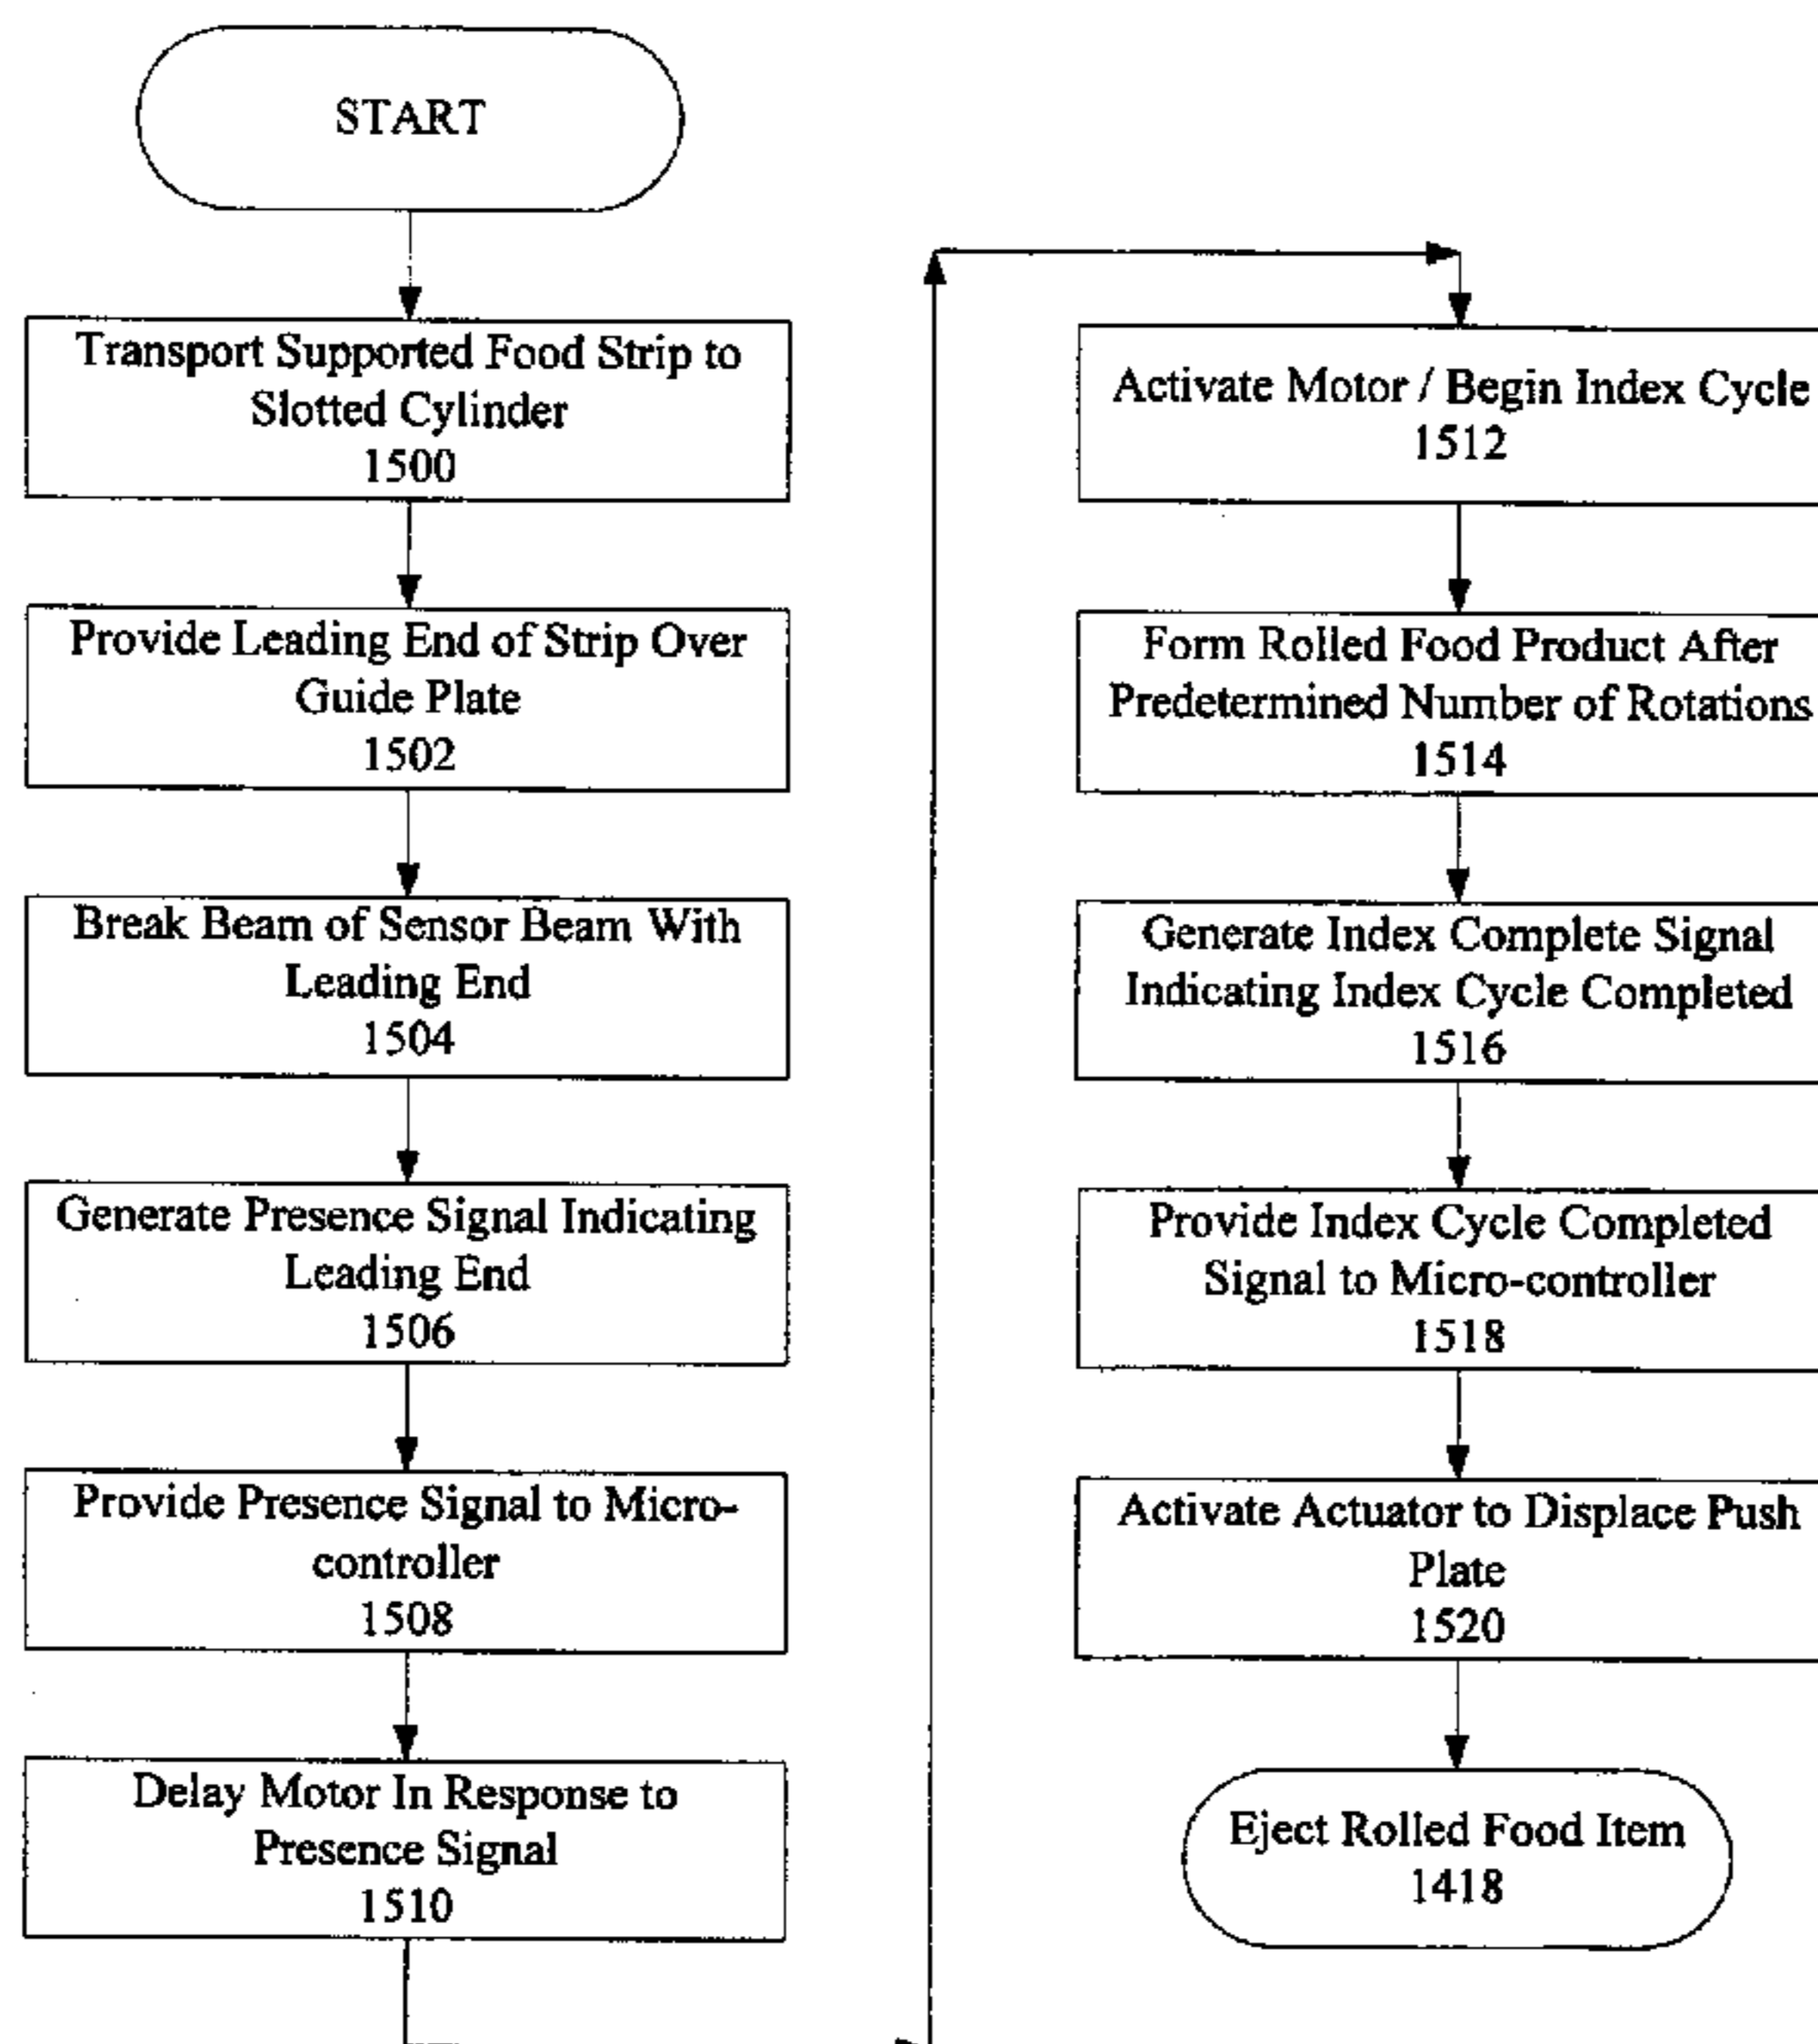 START
Transport Supported Food Strip to
Slotted Cylinder
1500
Provide Leading End of Strip Over
Guide Plate
1502
Break Beam of Sensor Beam With
Leading End
1504
Generate Presence Signal Indicating
Leading End
1506
Provide Presence Signal to Micro-
controller
1508
Delay Motor In Response to
Presence Signal
1510
Activate Motor / Begin Index Cycle
1512
Form Rolled Food Product After
Predetermined Number of Rotations
1514
Generate Index Complete Signal
Indicating Index Cycle Completed
1516
Provide Index Cycle Completed
Signal to Micro-controller
1518
Activate Actuator to Displace Push
Plate
1520
Eject Rolled Food Item
1418